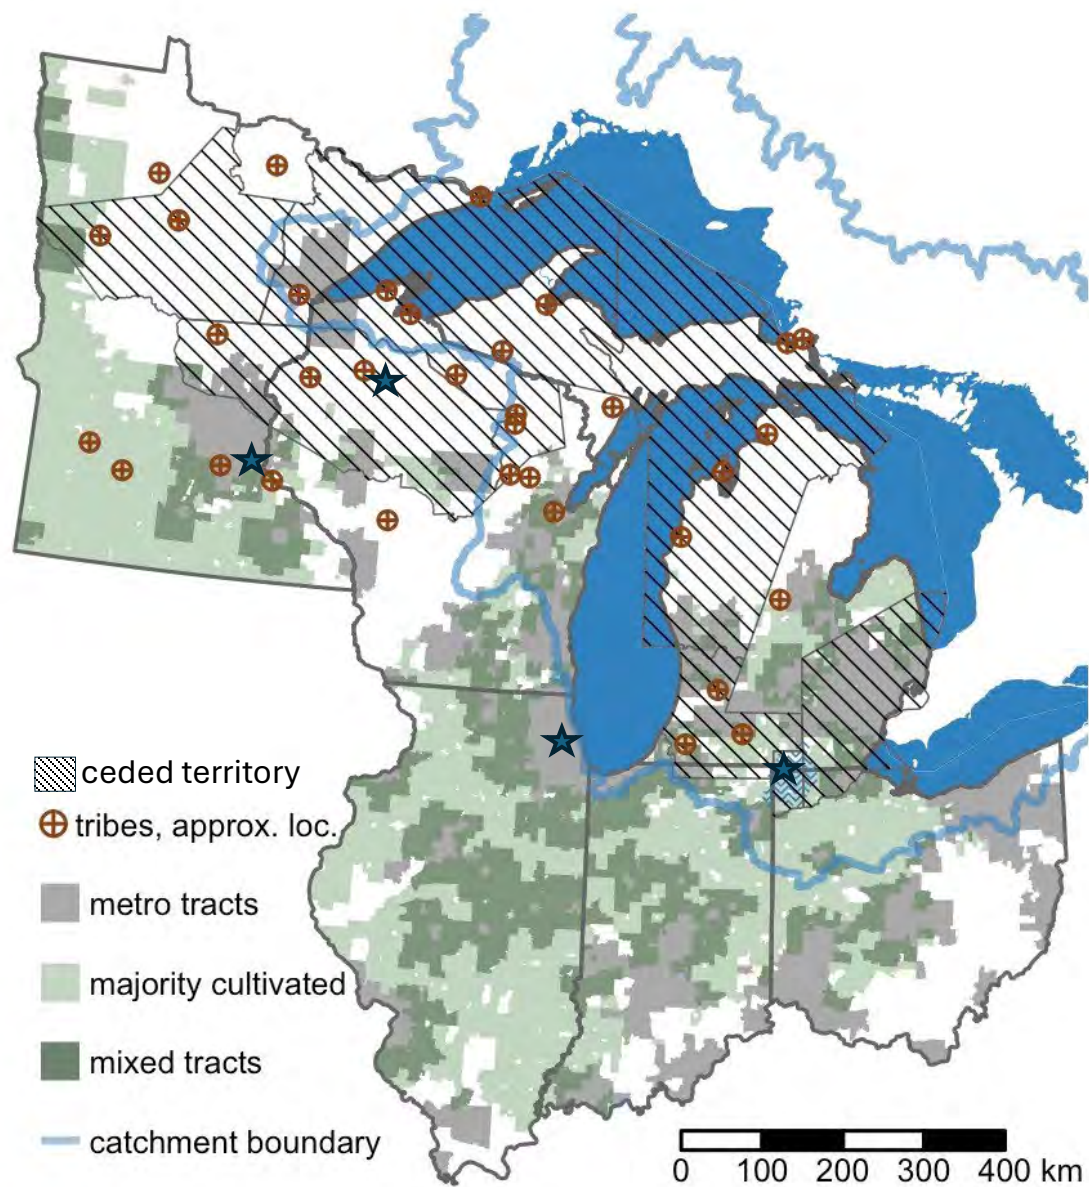 ceded territory
tribes, approx. loc.
metro tracts
majority cultivated
mixed tracts
catchment boundary
0 100 200 300 400 km